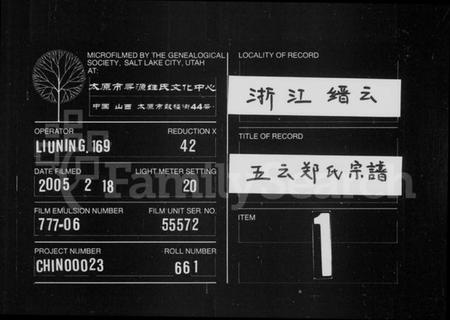 MICROFILMED BY THE GENEALOGICAL
SOCIETY, SALT LAKE CITY, UTAH
AT:
太原市寻源姓氏文化中心
中国 山西 太原市鼓楼街44号
OPERATOR
LIUNING, 169
REDUCTION X
42
DATE FILMED
2005 2 18
LIGHT METER SETTING
20
FILM EMULSION NUMBER
777-06
FILM UNIT SER. NO.
55572
PROJECT NUMBER
CHIN00023
ROLL NUMBER
661
LOCALITY OF RECORD
浙江缙云
TITLE OF RECORD
五云郑氏宗譜
ITEM
1
FamilySearch